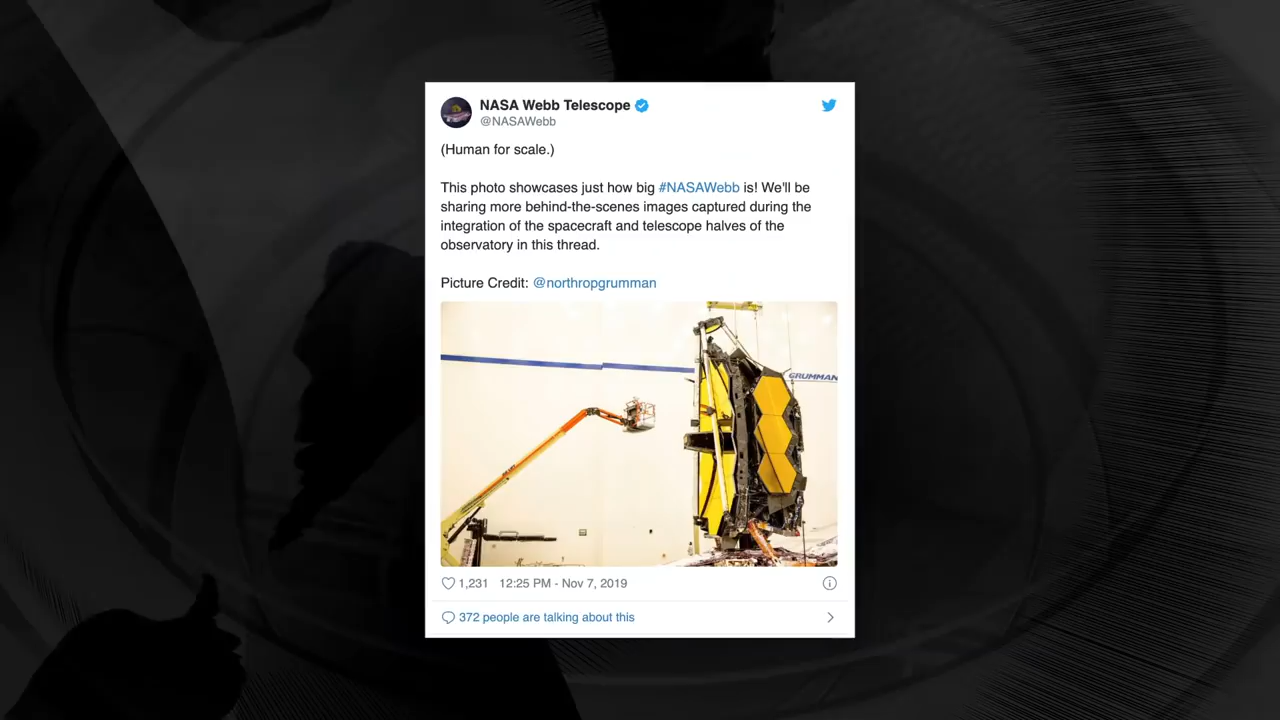 NASA Webb Telescope
@NASAWebb
(Human for scale.)
This photo showcases just how big #NASAWebb is! We'll be
sharing more behind-the-scenes images captured during the
integration of the spacecraft and telescope halves of the
observatory in this thread.
Picture Credit: @northropgrumman
GRUMMAN
1,231 12:25 PM - Nov 7, 2019
372 people are talking about this